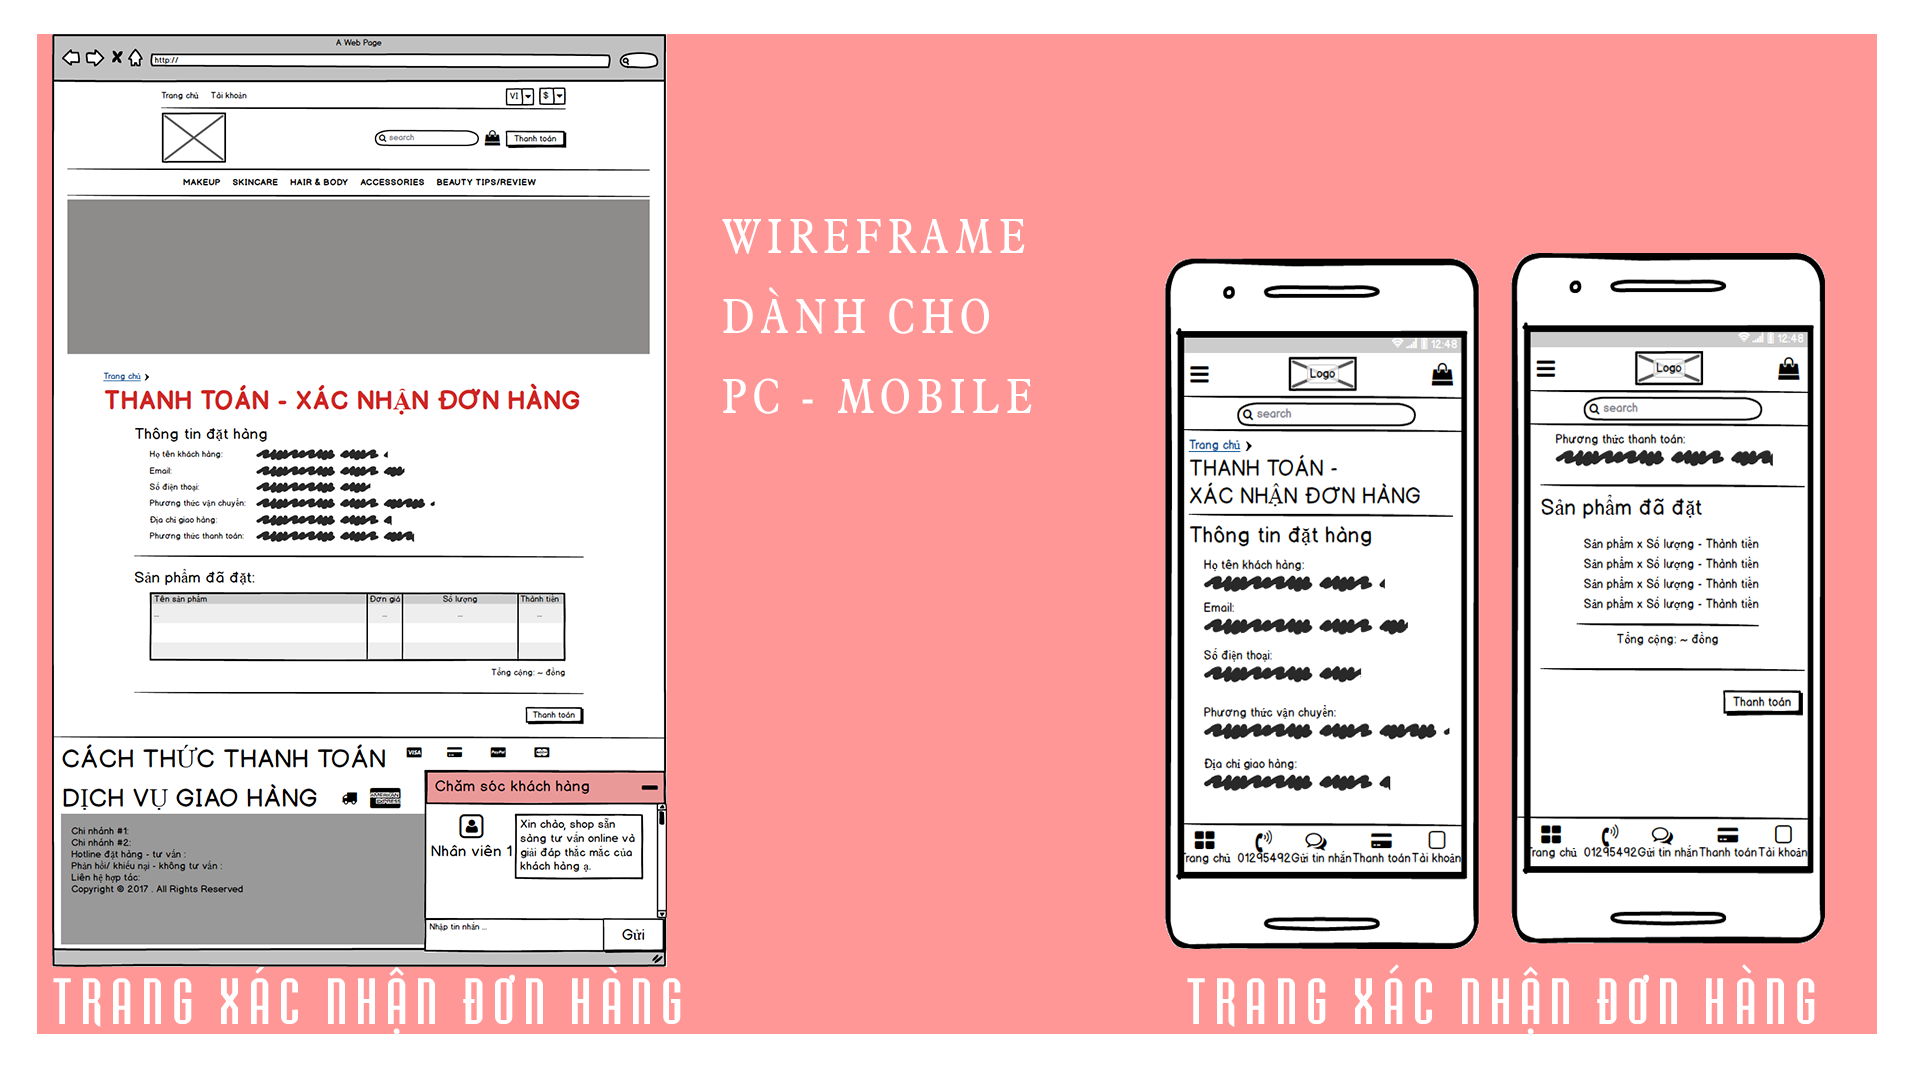 A Web Page
http://
Trang chủ Tài khoản
VI $
search
Thanh toán
MAKEUP SKINCARE HAIR & BODY ACCESSORIES BEAUTY TIPS/REVIEW
Trang chủ
THANH TOÁN - XÁC NHẬN ĐƠN HÀNG
Thông tin đặt hàng
Họ tên khách hàng:
Email:
Số điện thoại:
Phương thức vận chuyển:
Địa chỉ giao hàng:
Phương thức thanh toán:
Sản phẩm đã đặt:
Tên sản phẩm Đơn giá Số lượng Thành tiền
... ... ... ...
Tổng cộng: ~ đồng
Thanh toán
CÁCH THỨC THANH TOÁN
VISA PayPal
DỊCH VỤ GIAO HÀNG
AMERICAN EXPRESS
Chi nhánh #1:
Chi nhánh #2:
Hotline đặt hàng - tư vấn :
Phản hồi/ khiếu nại - không tư vấn :
Liên hệ hợp tác:
Copyright © 2017 . All Rights Reserved
Chăm sóc khách hàng
Nhân viên 1
Xin chào, shop sẵn
sàng tư vấn online và
giải đáp thắc mắc của
khách hàng ạ.
Nhập tin nhắn ...
Gửi
TRANG XÁC NHẬN ĐƠN HÀNG
WIREFRAME
DÀNH CHO
PC - MOBILE
12:48
Logo
search
Trang chủ
THANH TOÁN -
XÁC NHẬN ĐƠN HÀNG
Thông tin đặt hàng
Họ tên khách hàng:
Email:
Số điện thoại:
Phương thức vận chuyển:
Địa chỉ giao hàng:
Trang chủ 01295492 Gửi tin nhắn Thanh toán Tài khoản
12:48
Logo
search
Phương thức thanh toán:
Sản phẩm đã đặt
Sản phẩm x Số lượng - Thành tiền
Sản phẩm x Số lượng - Thành tiền
Sản phẩm x Số lượng - Thành tiền
Sản phẩm x Số lượng - Thành tiền
Tổng cộng: ~ đồng
Thanh toán
Trang chủ 01295492 Gửi tin nhắn Thanh toán Tài khoản
TRANG XÁC NHẬN ĐƠN HÀNG